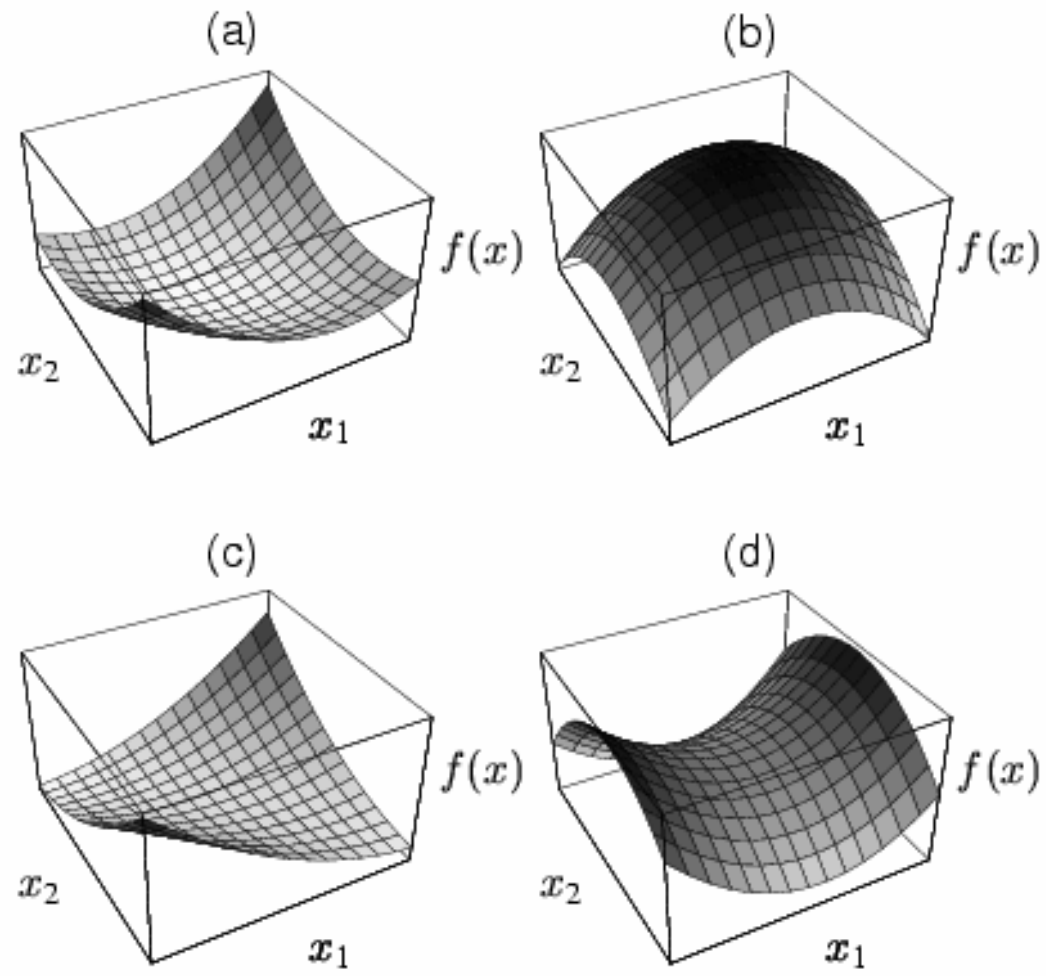 (a) (b)
f(x) f(x)
x₂ x₂
x₁ x₁
(c) (d)
f(x) f(x)
x₂ x₂
x₁ x₁